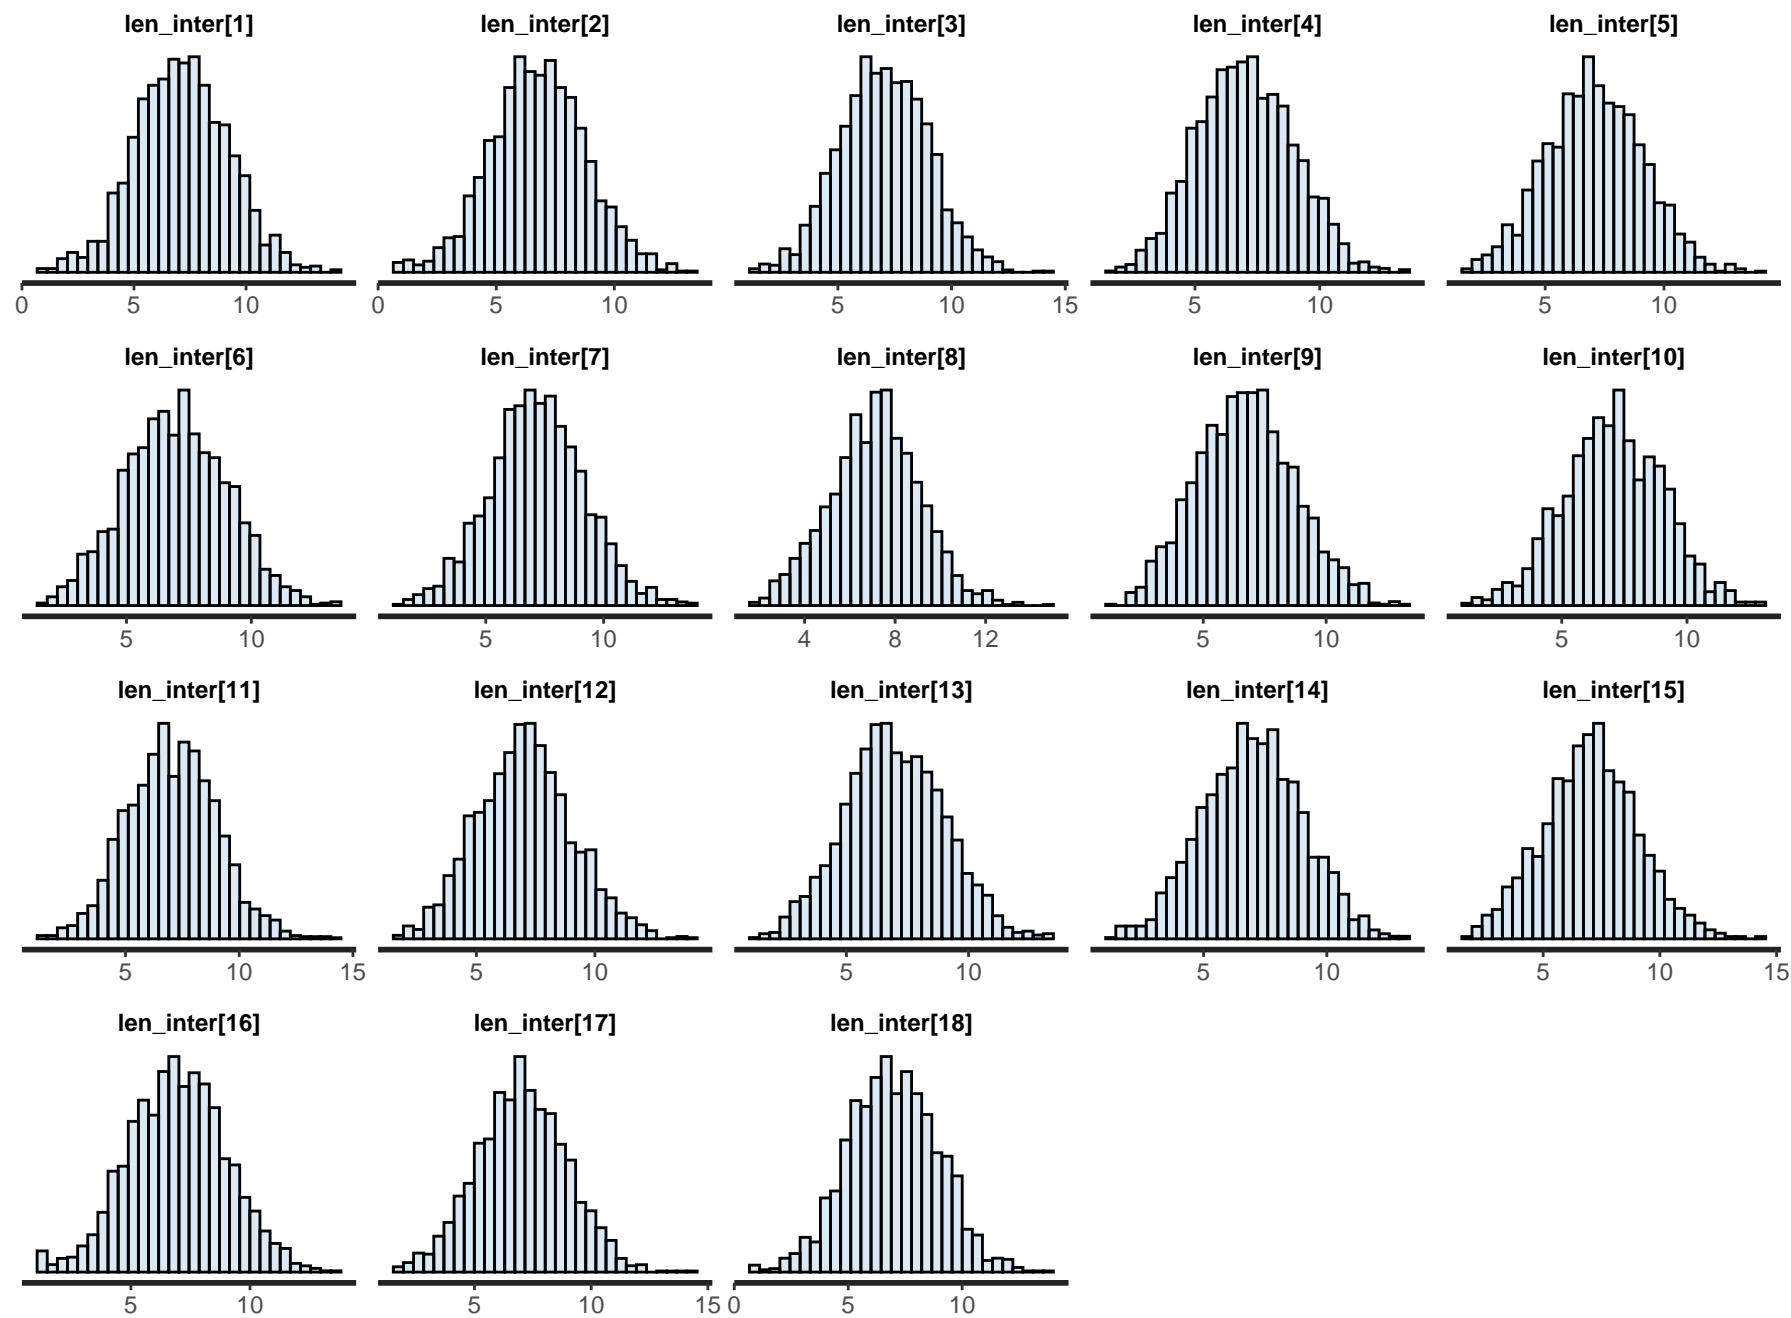 len_inter[1] len_inter[2] len_inter[3] len_inter[4] len_inter[5]
0 5 10 0 5 10 5 10 15 5 10 5 10
len_inter[6] len_inter[7] len_inter[8] len_inter[9] len_inter[10]
5 10 5 10 4 8 12 5 10 5 10
len_inter[11] len_inter[12] len_inter[13] len_inter[14] len_inter[15]
5 10 15 5 10 5 10 5 10 5 10 15
len_inter[16] len_inter[17] len_inter[18]
5 10 5 10 15 0 5 10